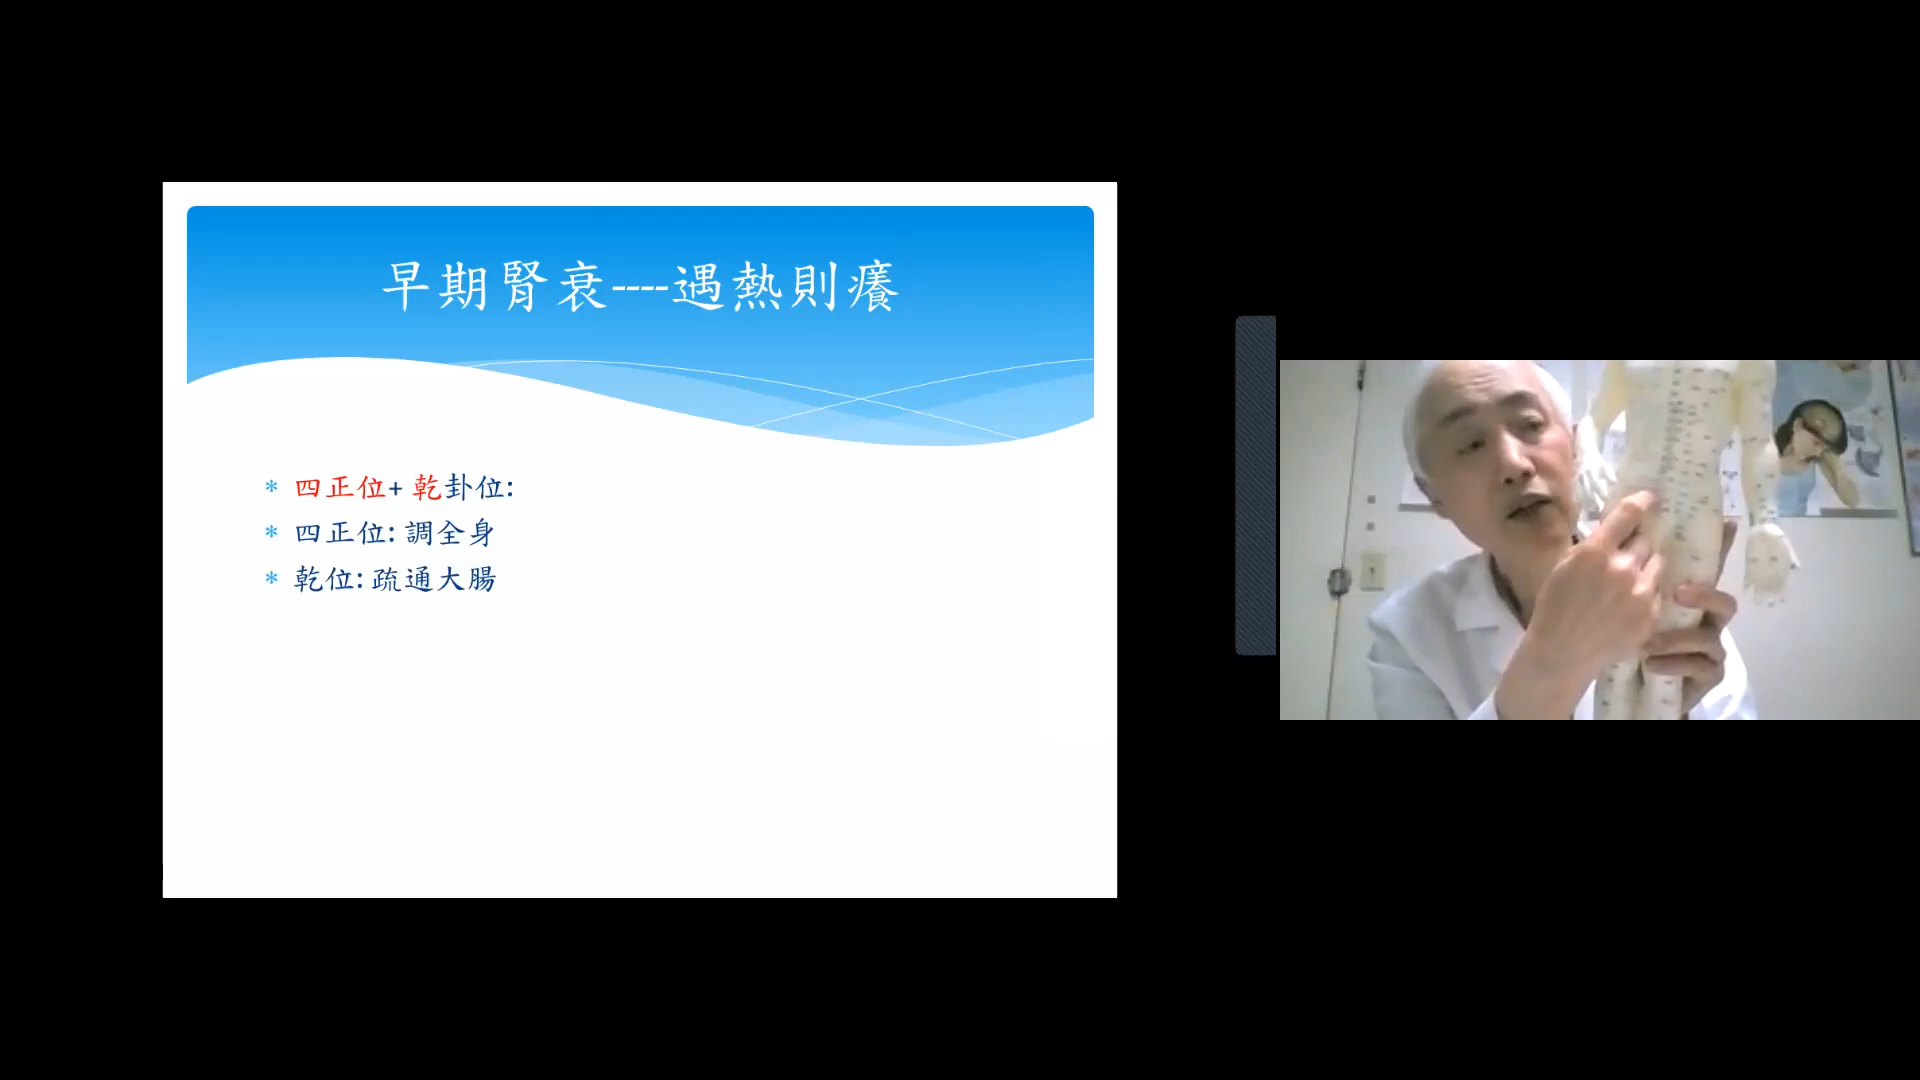 早期腎衰----遇熱則癢
* 四正位+ 乾卦位:
* 四正位: 調全身
* 乾位: 疏通大腸